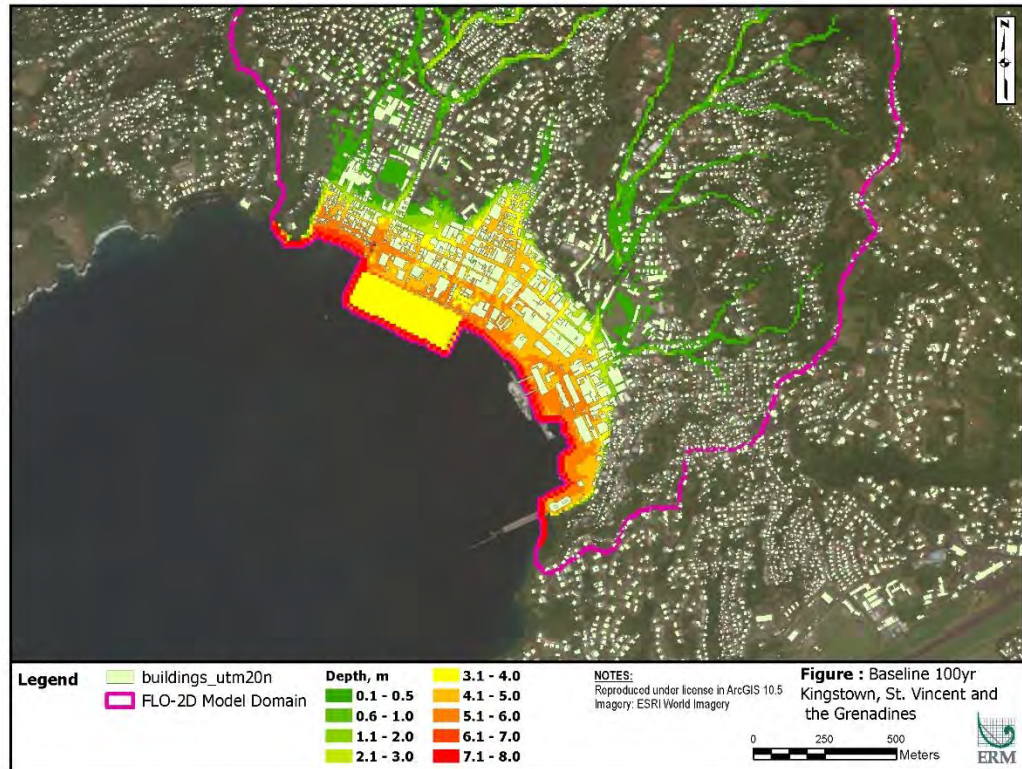 N
Legend
buildings_utm20n
FLO-2D Model Domain
Depth, m
0.1 - 0.5
0.6 - 1.0
1.1 - 2.0
2.1 - 3.0
3.1 - 4.0
4.1 - 5.0
5.1 - 6.0
6.1 - 7.0
7.1 - 8.0
NOTES:
Reproduced under license in ArcGIS 10.5
Imagery: ESRI World Imagery
Figure : Baseline 100yr
Kingstown, St. Vincent and
the Grenadines
0 250 500
Meters
ERM